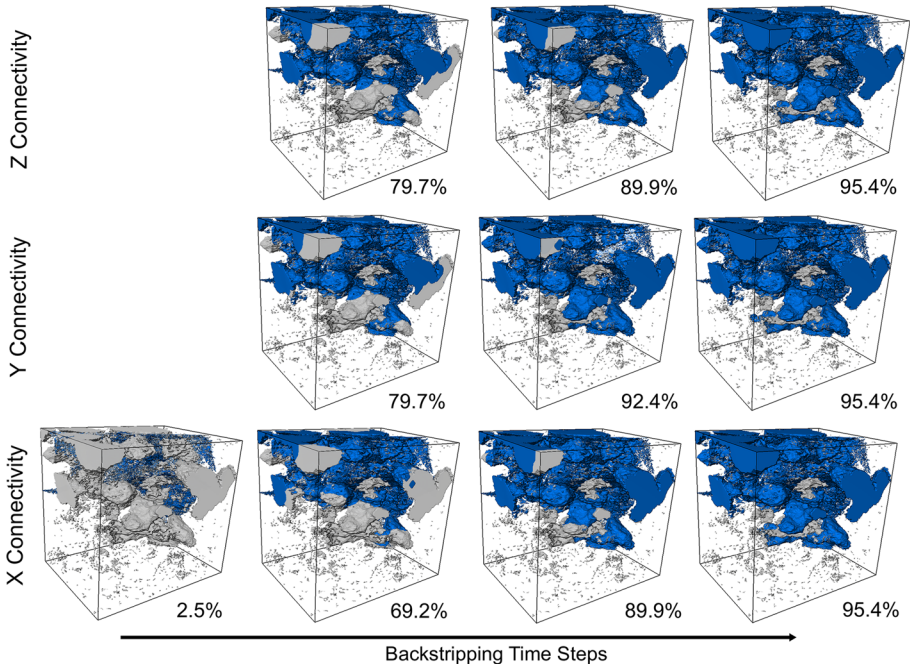 Z Connectivity
79.7%
89.9%
95.4%
Y Connectivity
79.7%
92.4%
95.4%
X Connectivity
2.5%
69.2%
89.9%
95.4%
Backstripping Time Steps